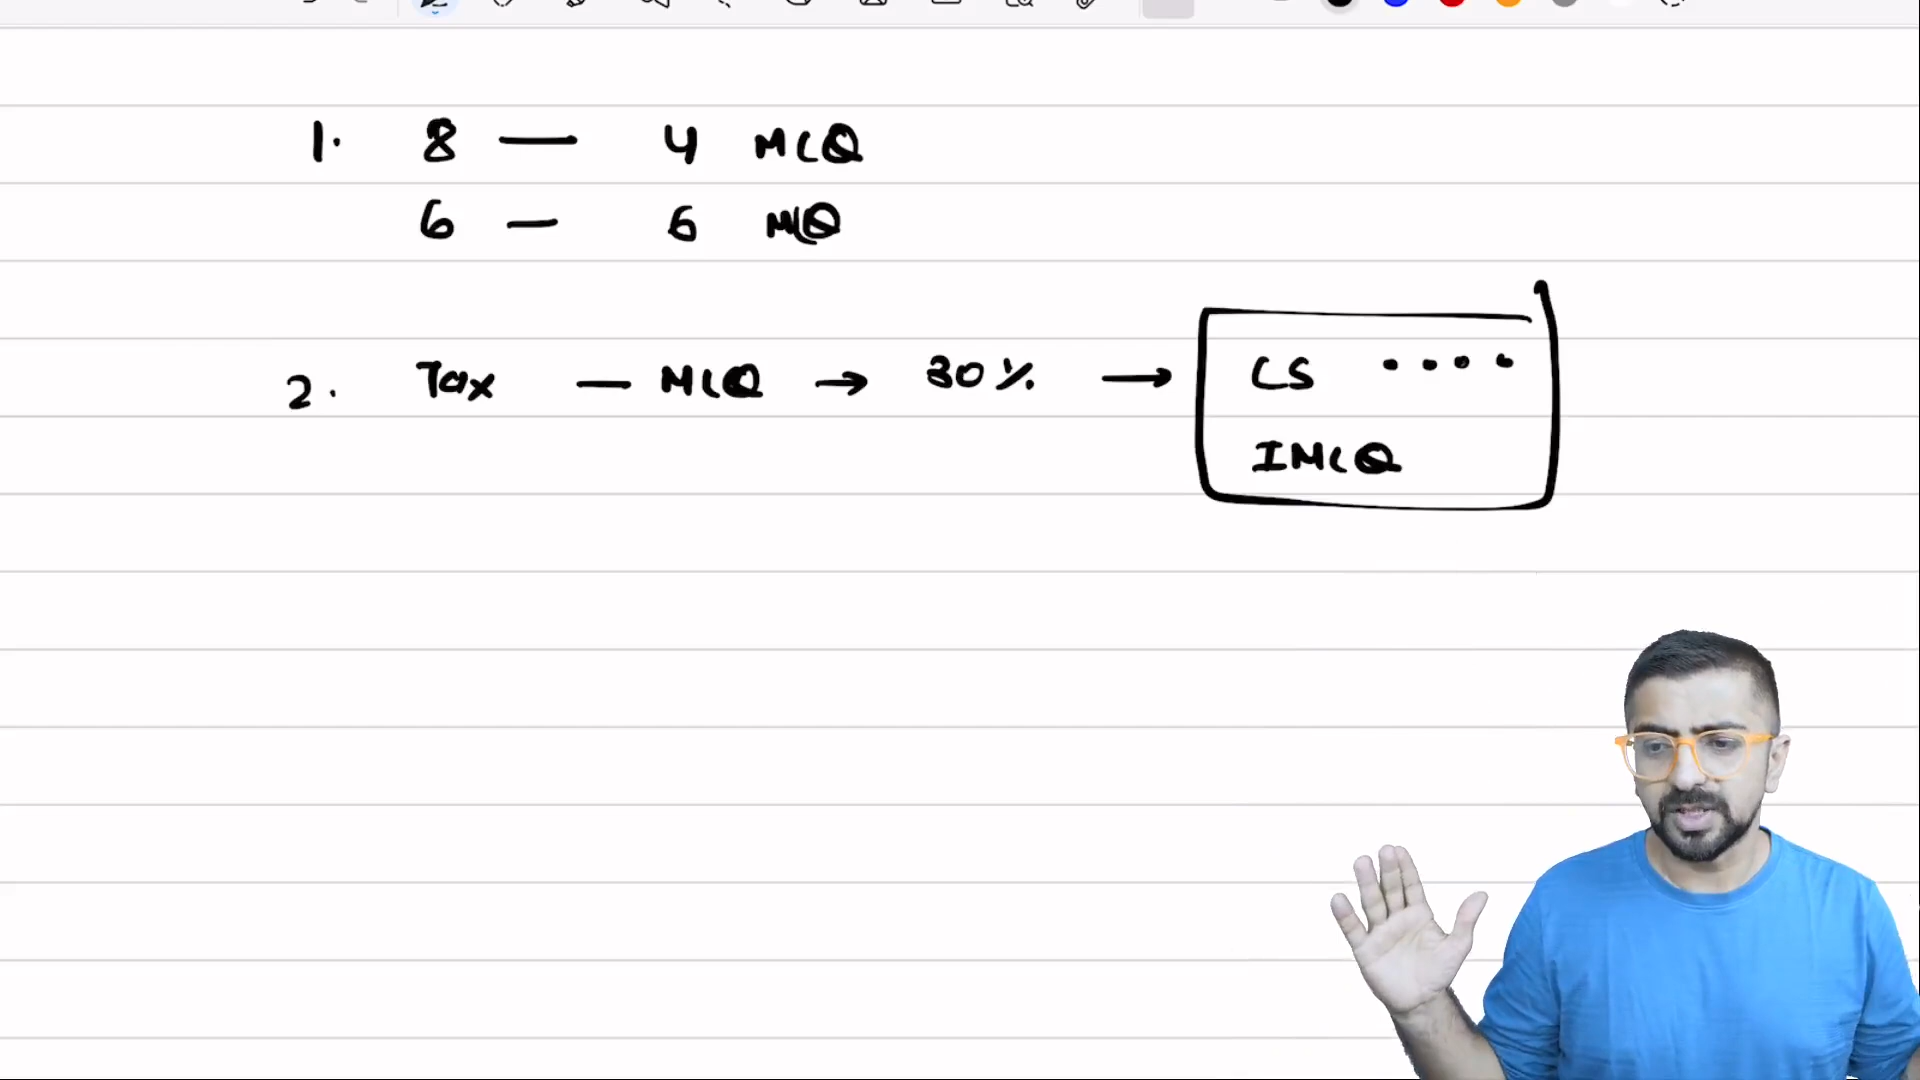 1. 8 — 4 MCQ
6 — 6 MCQ
2. Tax — MCQ → 30% → CS ....
IMCQ